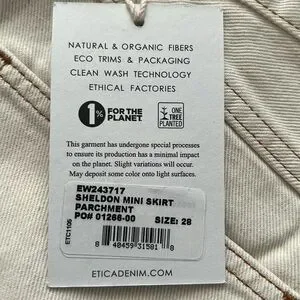 NATURAL & ORGANIC FIBERS
ECO TRIMS & PACKAGING
CLEAN WASH TECHNOLOGY
ETHICAL FACTORIES
1%
FOR THE
PLANET
ONE
TREE
PLANTED
This garment has undergone special processes
to ensure its production has a minimal impact
on the planet. Slight variations will occur.
May deposit some color onto light surfaces.
EW243717
SHELDON MINI SKIRT
PARCHMENT
PO# 01266-00 SIZE: 28
ETC1105
8 40459 31581 8
ETICADENIM.COM